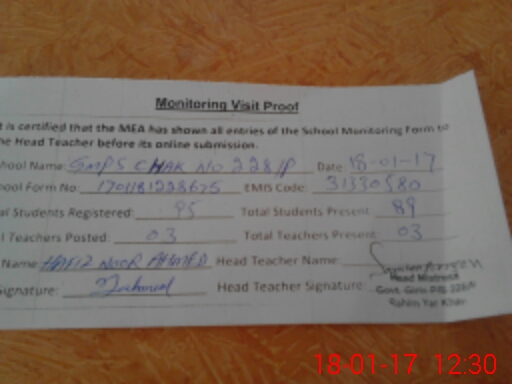 Monitoring Visit Proof
t is certified that the MEA has shown all entries of the School Monitoring Form to
he Head Teacher before its online submission.
hool Name: GMPS CHAK NO 228/P Date: 18-01-17
ool Form No: 1701181228675 EMIS Code: 31330580
al Students Registered: 95 Total Students Present: 89
l Teachers Posted: 03 Total Teachers Present: 03
Name: HAFIZ NOOR AHMED Head Teacher Name:
ignature: Head Teacher Signature:
Head Mistress
Govt. Girls P/S 228/P
Rahim Yar Khan
18-01-17 12:30